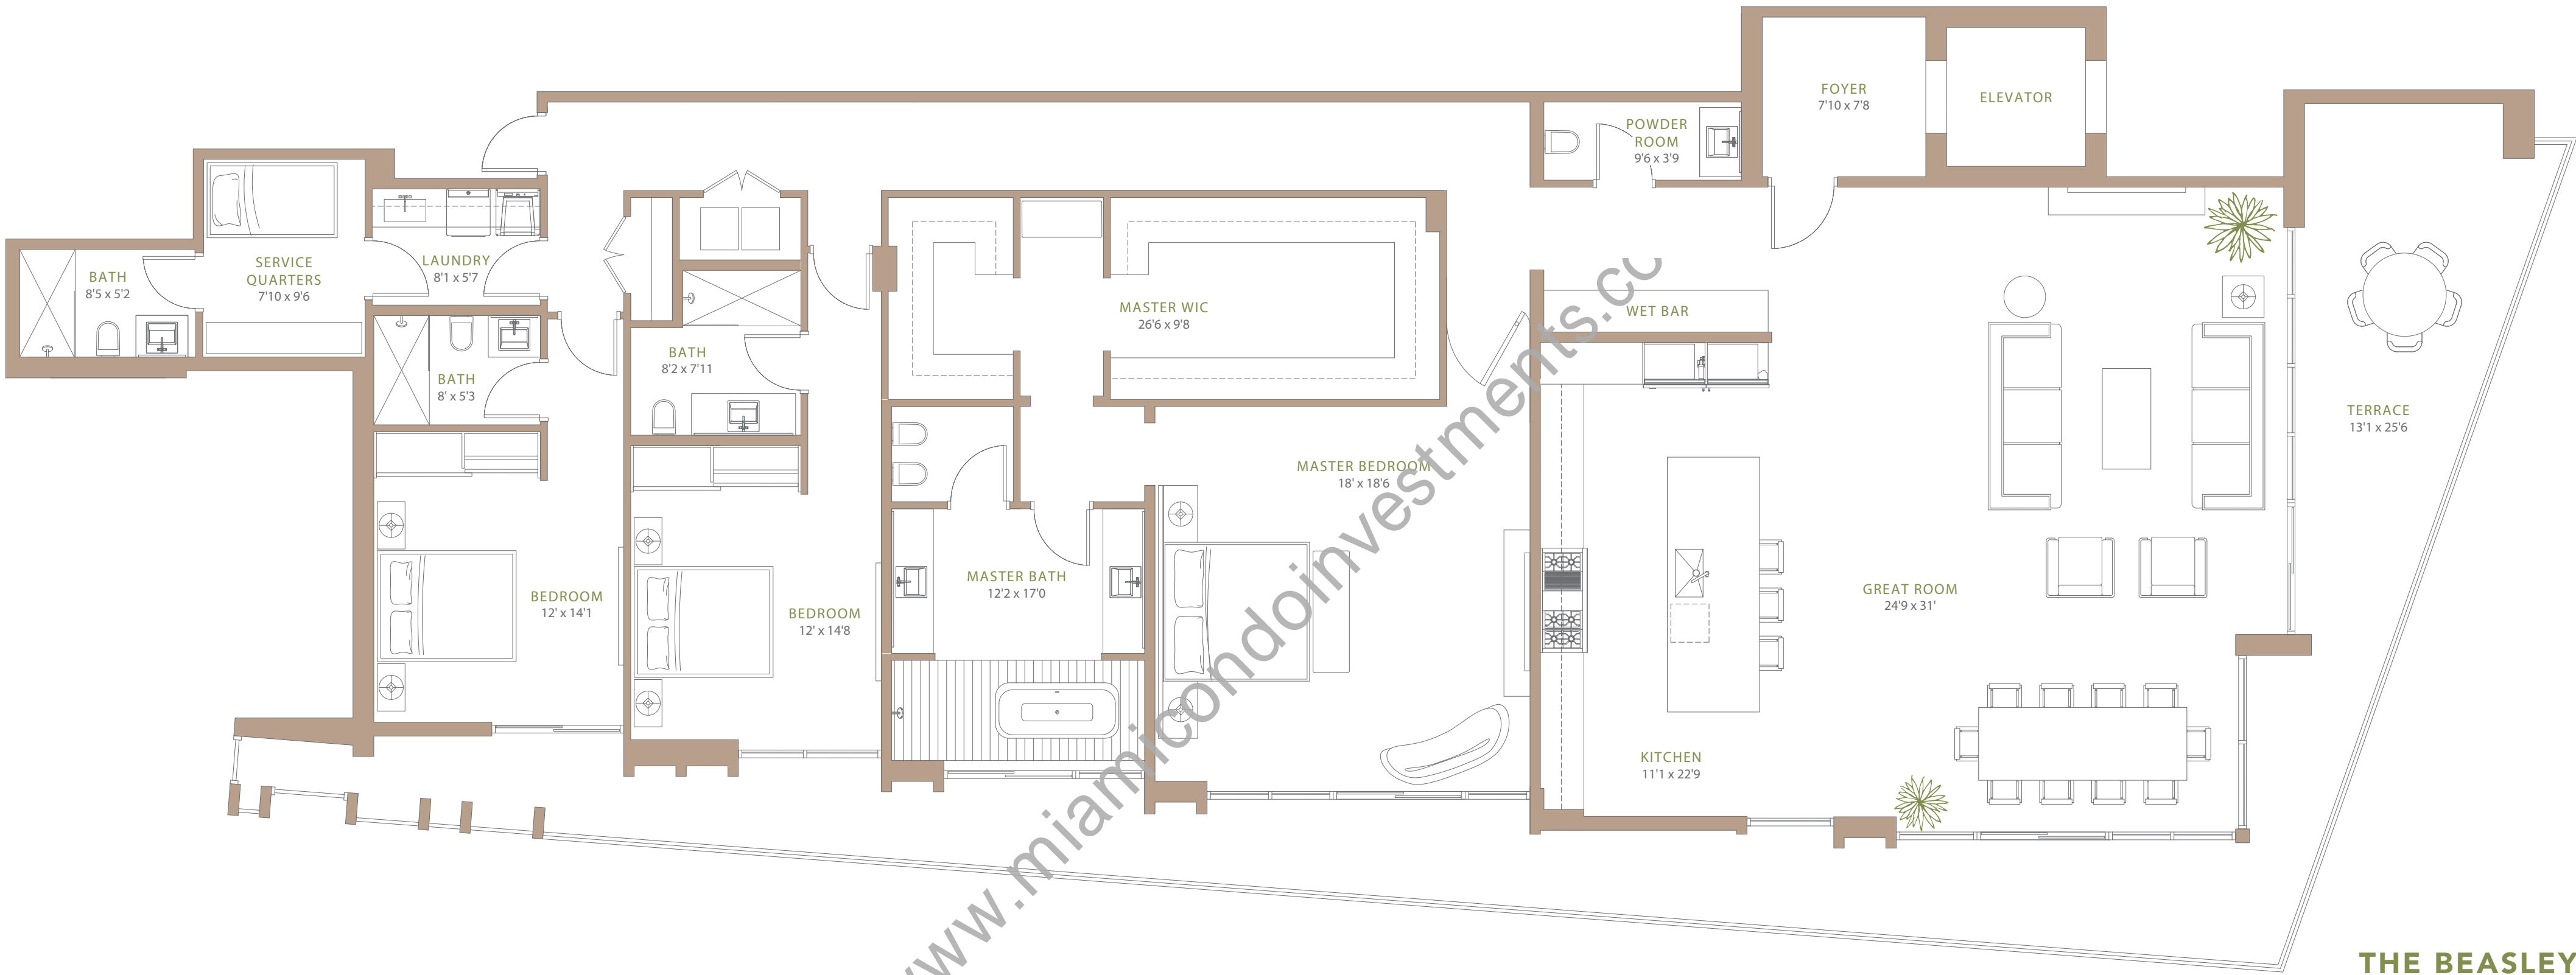 FOYER
7'10 x 7'8
ELEVATOR
POWDER
ROOM
9'6 x 3'9
BATH
8'5 x 5'2
SERVICE
QUARTERS
7'10 x 9'6
LAUNDRY
8'1 x 5'7
MASTER WIC
26'6 x 9'8
WET BAR
BATH
8' x 5'3
BATH
8'2 x 7'11
TERRACE
13'1 x 25'6
MASTER BEDROOM
18' x 18'6
MASTER BATH
12'2 x 17'0
BEDROOM
12' x 14'1
BEDROOM
12' x 14'8
GREAT ROOM
24'9 x 31'
KITCHEN
11'1 x 22'9
www.miamicondoinvestments.co
THE BEASLEY